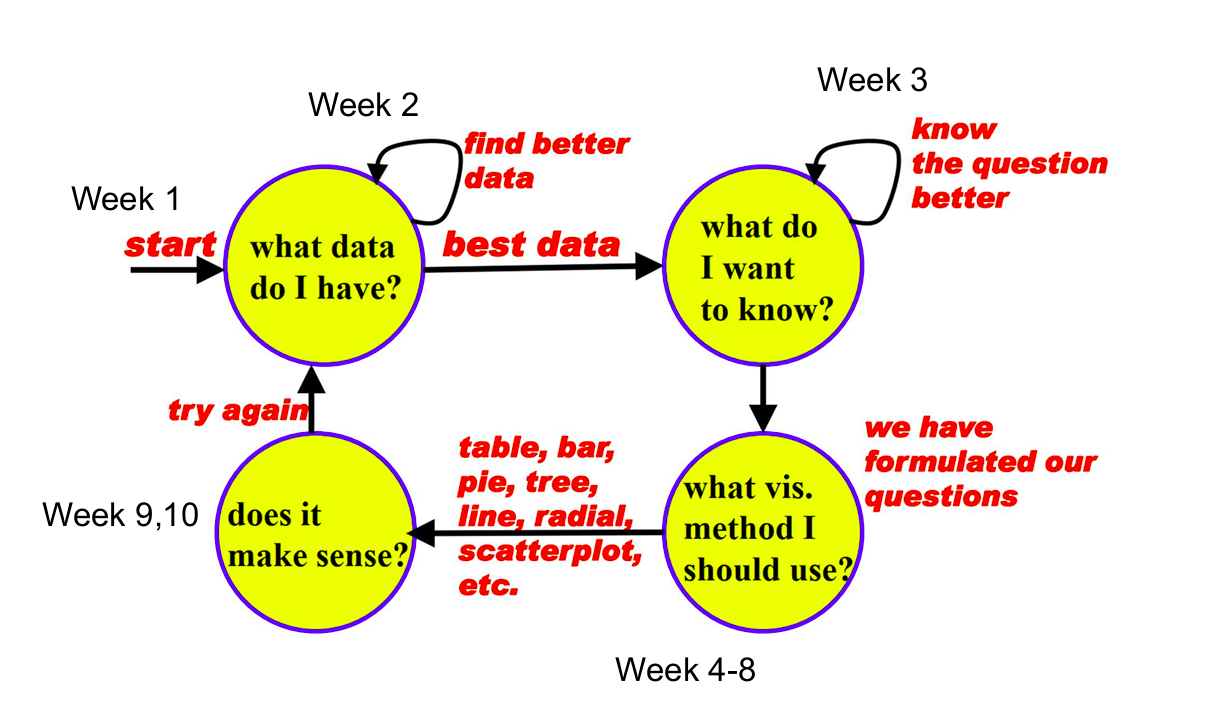 Week 3
Week 2
know
the question
better
find better
data
Week 1
start
what data
do I have?
best data
what do
I want
to know?
try again
we have
formulated our
questions
table, bar,
pie, tree,
line, radial,
scatterplot,
etc.
what vis.
method I
should use?
Week 9,10
does it
make sense?
Week 4-8